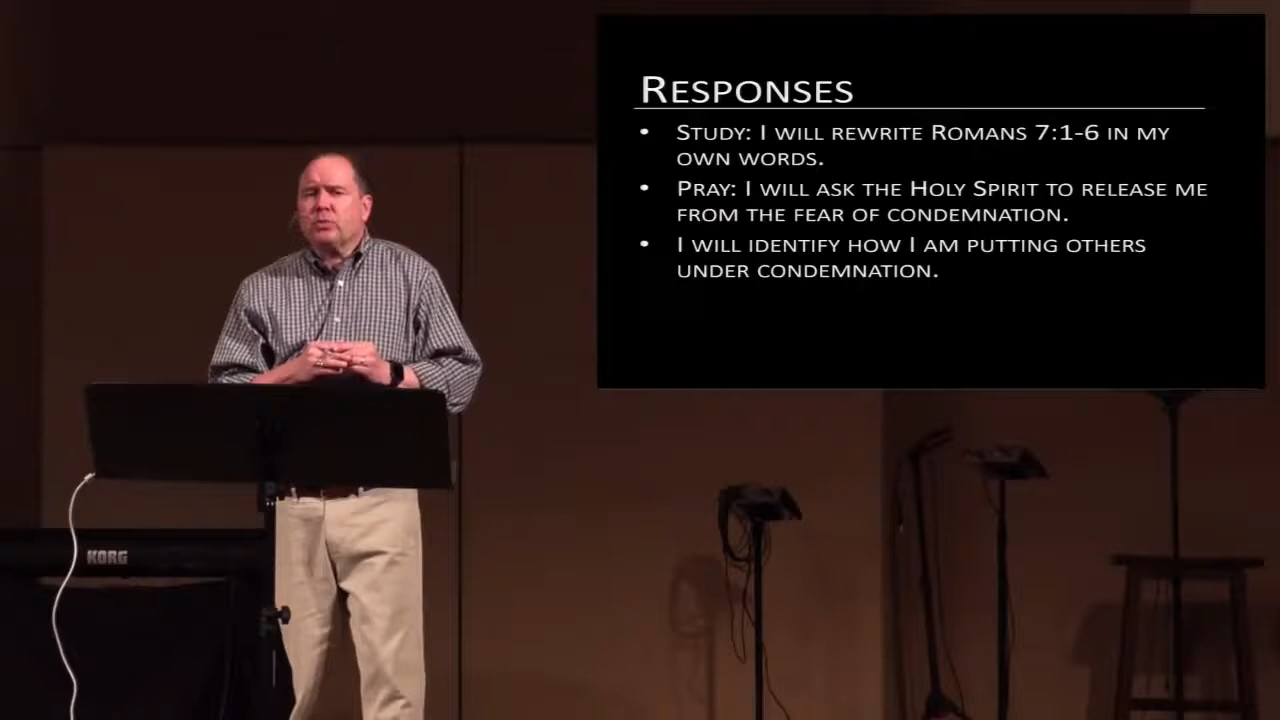 RESPONSES
• STUDY: I WILL REWRITE ROMANS 7:1-6 IN MY
OWN WORDS.
• PRAY: I WILL ASK THE HOLY SPIRIT TO RELEASE ME
FROM THE FEAR OF CONDEMNATION.
• I WILL IDENTIFY HOW I AM PUTTING OTHERS
UNDER CONDEMNATION.
KORG